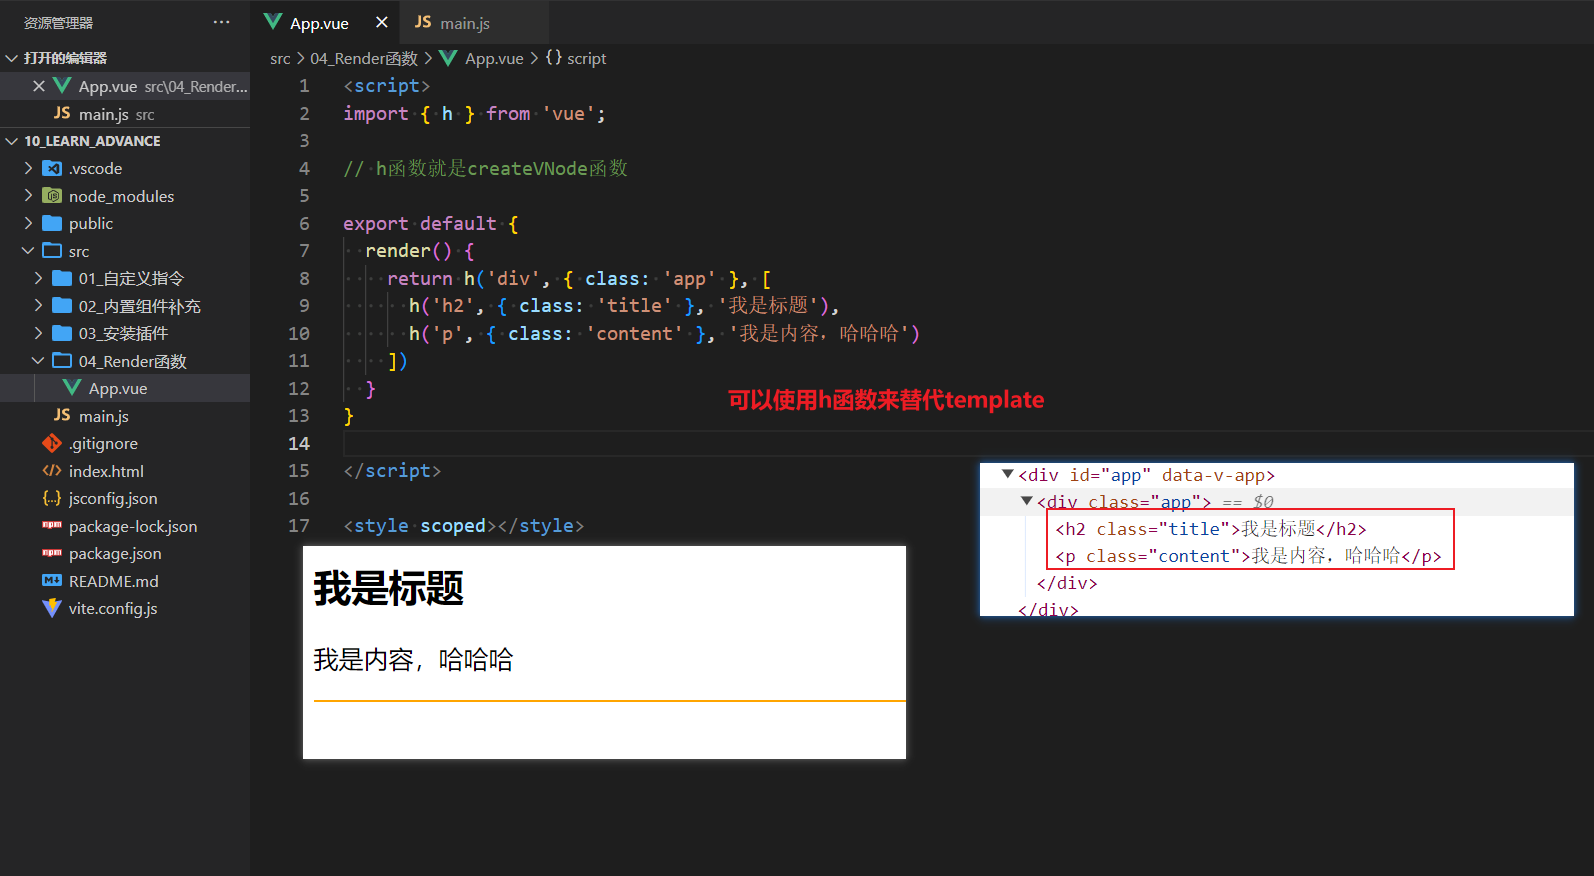 资源管理器 ···
打开的编辑器
App.vue src\04_Render...
JS main.js src
10_LEARN_ADVANCE
.vscode
node_modules
public
src
01_自定义指令
02_内置组件补充
03_安装插件
04_Render函数
App.vue
JS main.js
.gitignore
index.html
jsconfig.json
package-lock.json
package.json
README.md
vite.config.js
App.vue
JS main.js
src > 04_Render函数 > App.vue > {} script
1 <script>
2 import { h } from 'vue';
3
4 // h函数就是createVNode函数
5
6 export default {
7 render() {
8 return h('div', { class: 'app' }, [
9 h('h2', { class: 'title' }, '我是标题'),
10 h('p', { class: 'content' }, '我是内容，哈哈哈')
11 ])
12 }
13 }
14
15 </script>
16
17 <style scoped></style>
可以使用h函数来替代template
<div id="app" data-v-app>
<div class="app"> == $0
<h2 class="title">我是标题</h2>
<p class="content">我是内容，哈哈哈</p>
</div>
</div>
我是标题
我是内容，哈哈哈